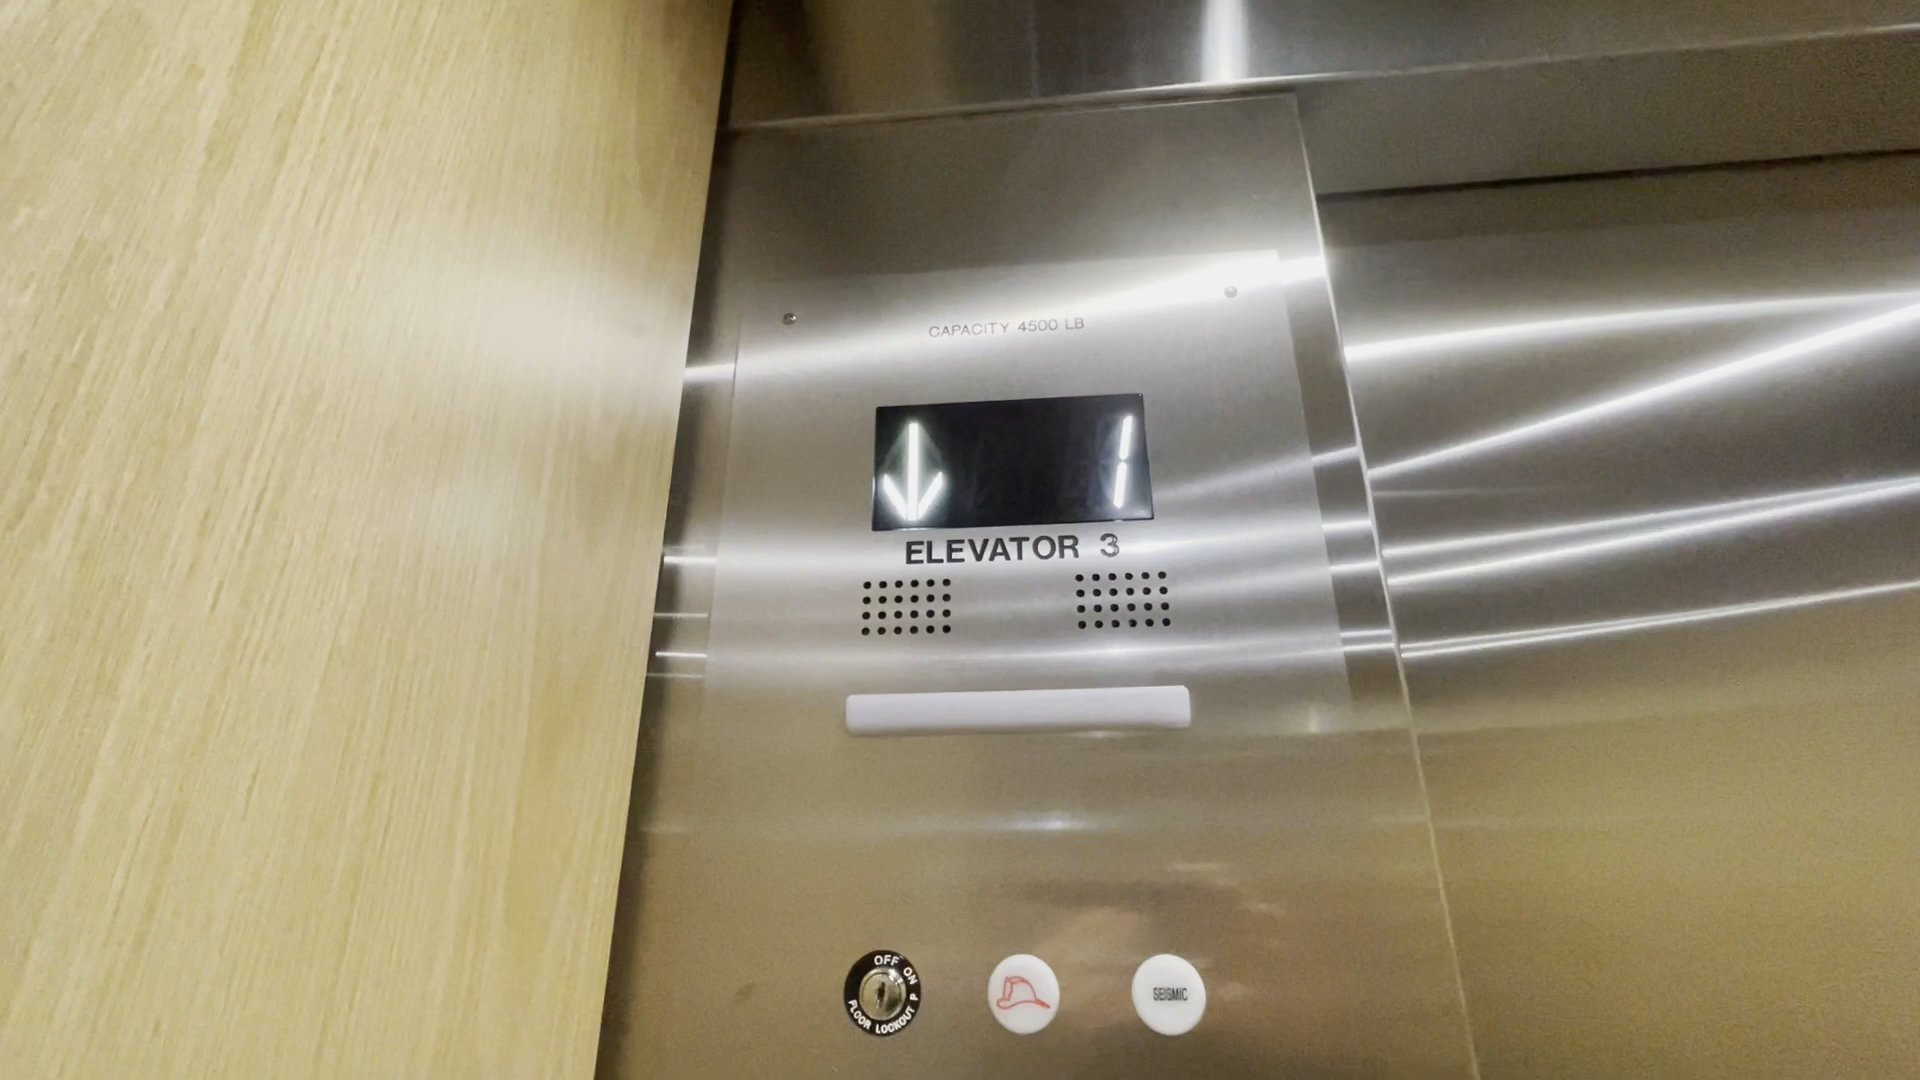 CAPACITY 4500 LB
1
ELEVATOR 3
OFF ON
FLOOR LOCKOUT P
SEISMIC